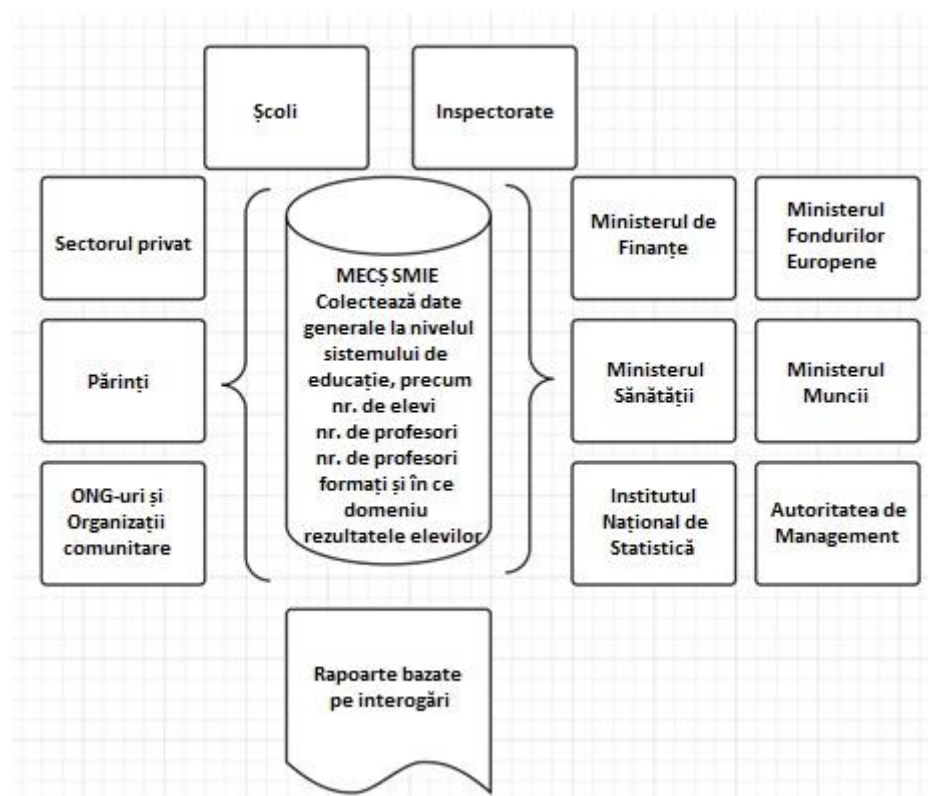 Școli
Inspectorate
Sectorul privat
Părinți
ONG-uri și
Organizații
comunitare
MECȘ SMIE
Colectează date
generale la nivelul
sistemului de
educație, precum
nr. de elevi
nr. de profesori
nr. de profesori
formați și în ce
domeniu
rezultatele elevilor
Ministerul de
Finanțe
Ministerul
Fondurilor
Europene
Ministerul
Sănătății
Ministerul
Muncii
Institutul
Național de
Statistică
Autoritatea de
Management
Rapoarte bazate
pe interogări